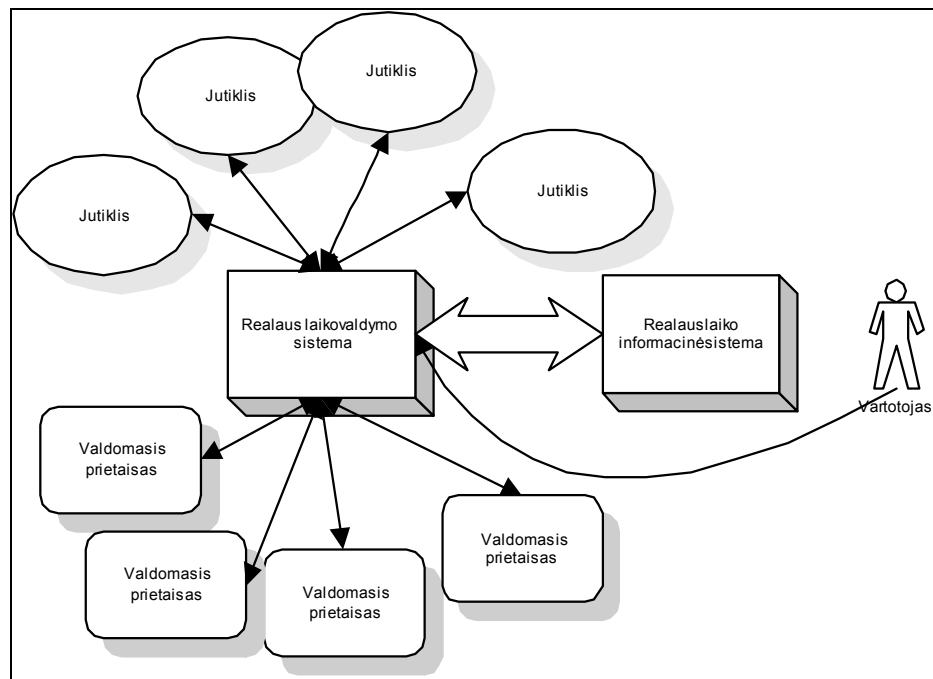 Jutiklis
Jutiklis
Jutiklis
Jutiklis
Realaus laikovaldymo
sistema
Realauslaiko
informacinėsistema
Vartotojas
Valdomasis
prietaisas
Valdomasis
prietaisas
Valdomasis
prietaisas
Valdomasis
prietaisas